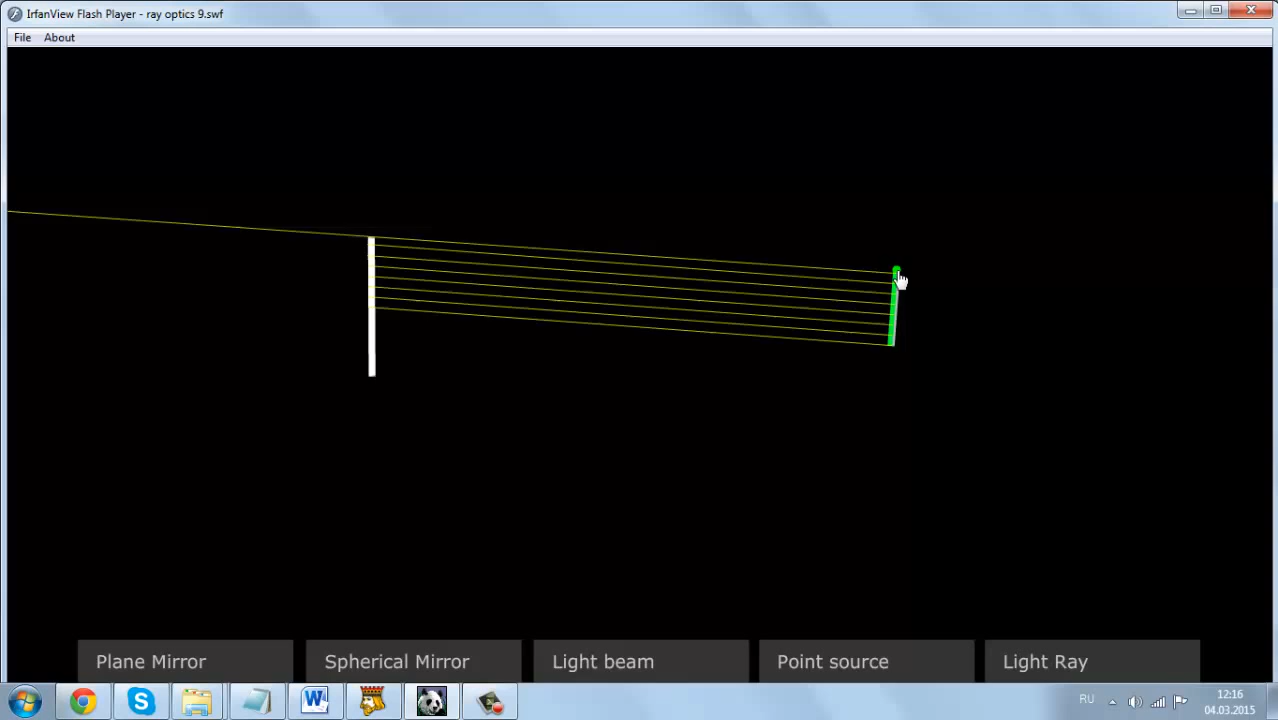 IrfanView Flash Player - ray optics 9.swf
File About
Plane Mirror Spherical Mirror Light beam Point source Light Ray
RU 12:16
04.03.2015